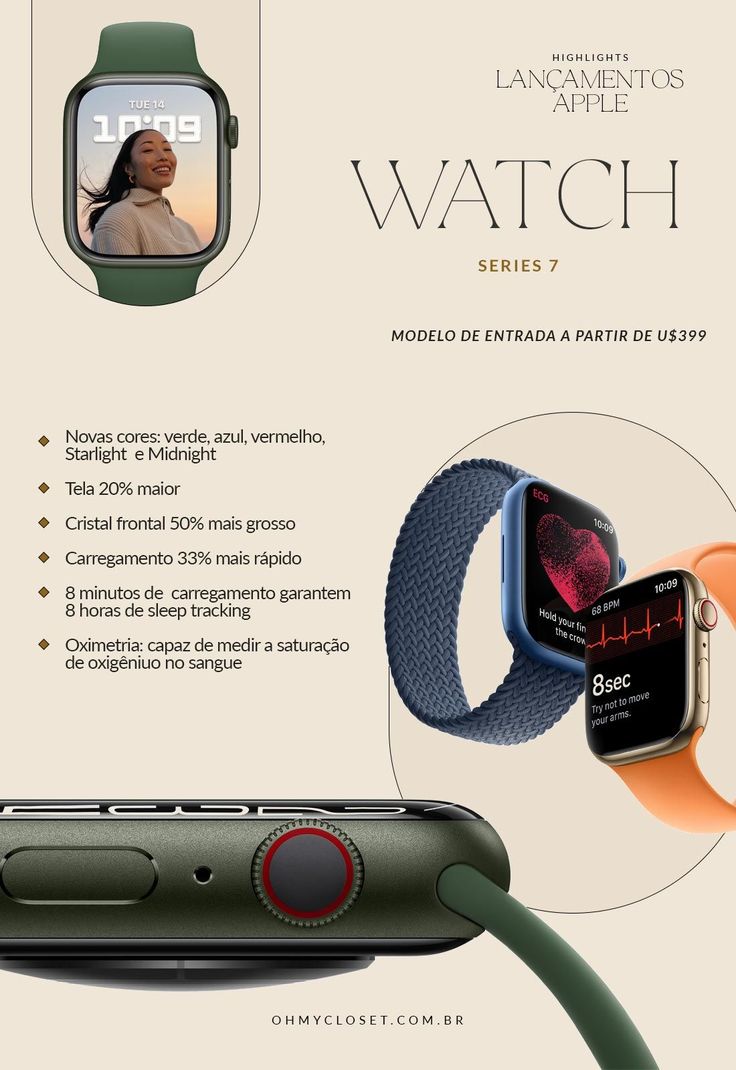 TUE 14
10:09
HIGHLIGHTS
LANÇAMENTOS
APPLE
WATCH
SERIES 7
MODELO DE ENTRADA A PARTIR DE U$399
Novas cores: verde, azul, vermelho,
Starlight e Midnight
Tela 20% maior
Cristal frontal 50% mais grosso
Carregamento 33% mais rápido
8 minutos de carregamento garantem
8 horas de sleep tracking
Oximetria: capaz de medir a saturação
de oxigêniuo no sangue
ECG
10:09
Hold your fin
the crow
68 BPM
10:09
8sec
Try not to move
your arms.
OHMYCLOSET.COM.BR